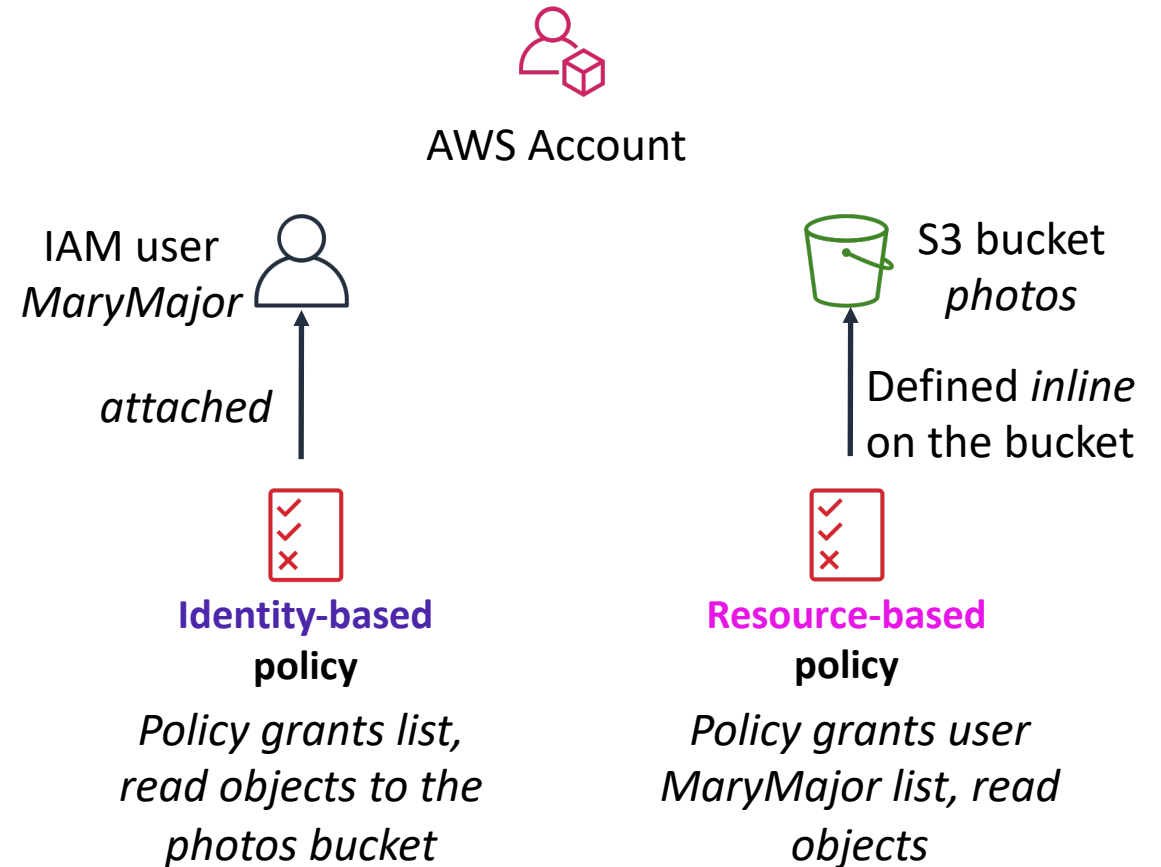 AWS Account
IAM user
MaryMajor
attached
Identity-based
policy
Policy grants list,
read objects to the
photos bucket
S3 bucket
photos
Defined inline
on the bucket
Resource-based
policy
Policy grants user
MaryMajor list, read
objects